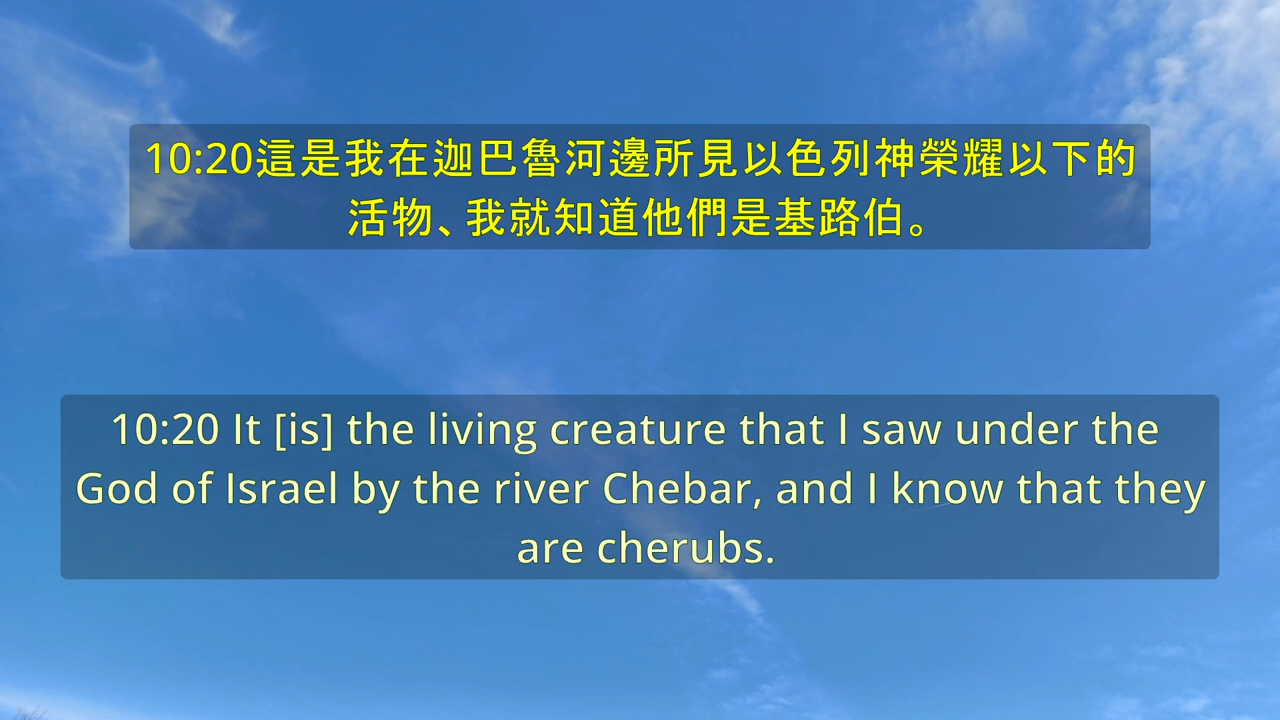 10:20這是我在迦巴魯河邊所見以色列神榮耀以下的
活物、我就知道他們是基路伯。
10:20 It [is] the living creature that I saw under the
God of Israel by the river Chebar, and I know that they
are cherubs.